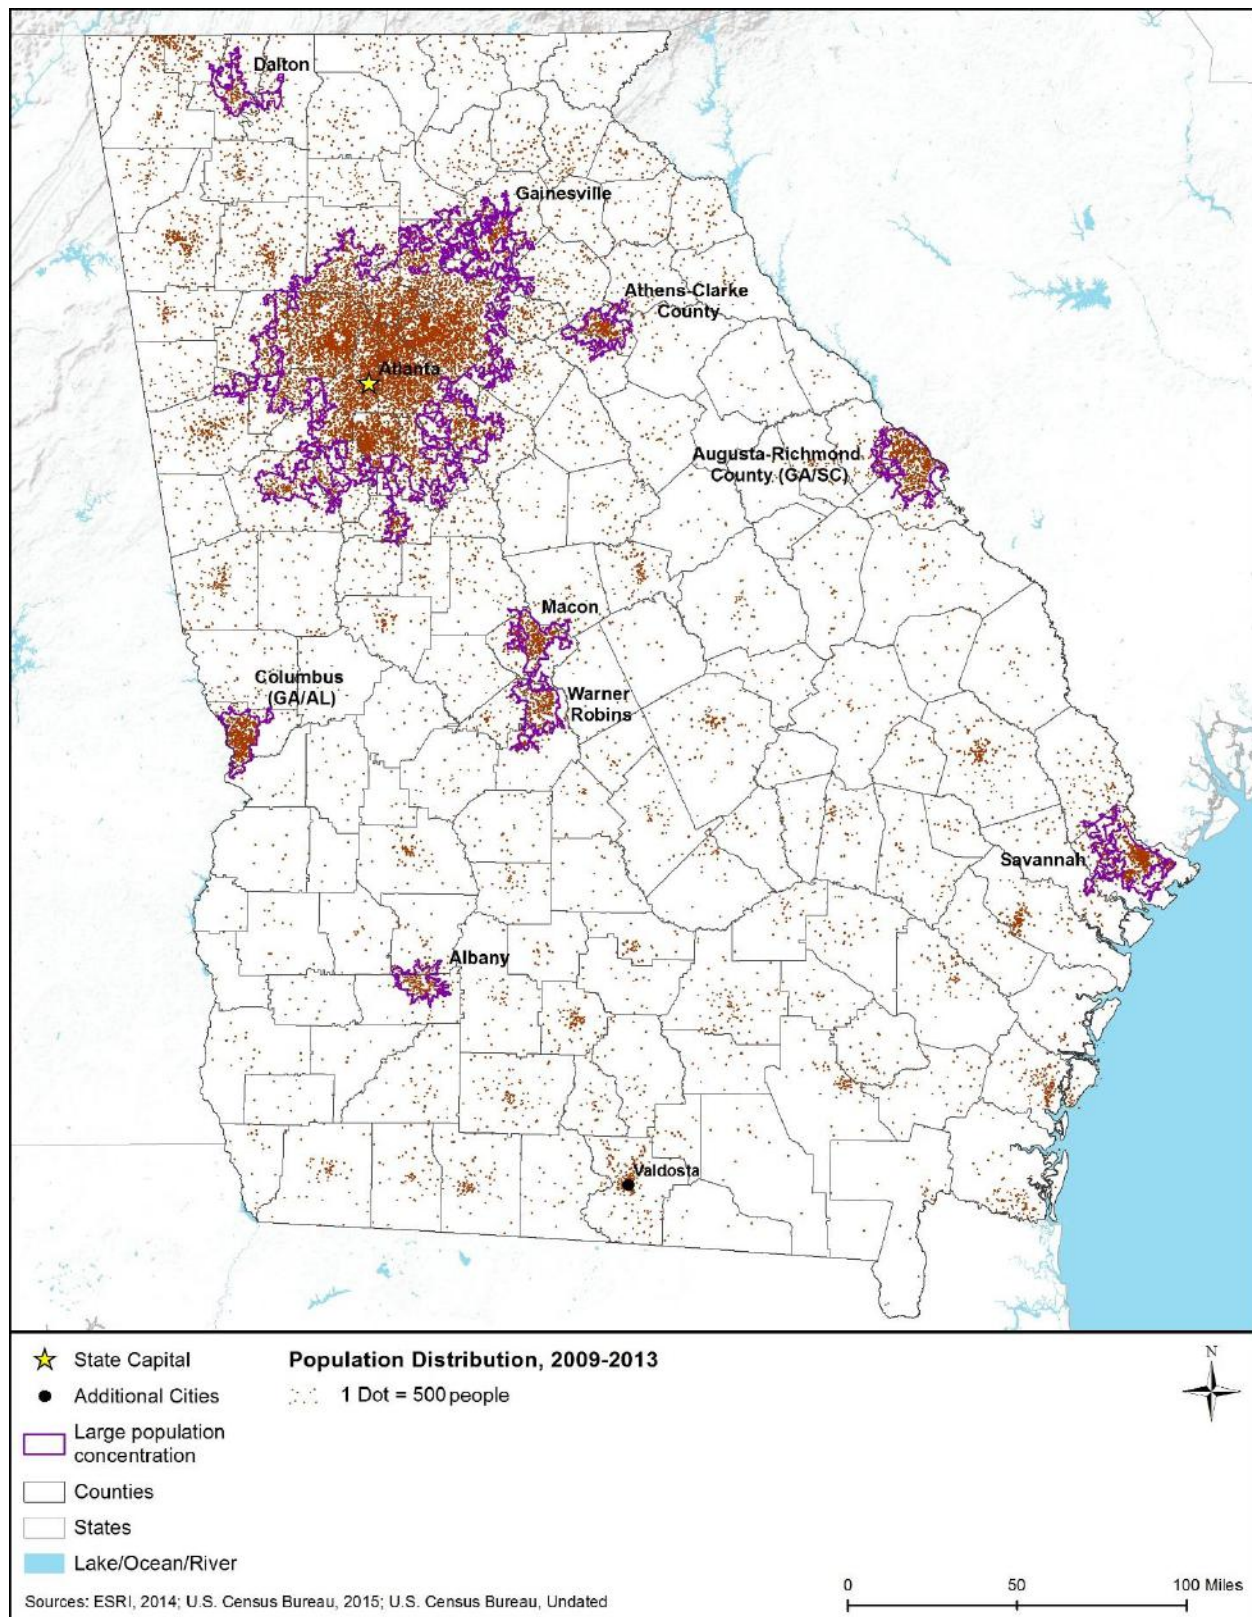 Dalton
Gainesville
Athens-Clarke
County
Atlanta
Augusta-Richmond
County (GA/SC)
Macon
Columbus
(GA/AL)
Warner
Robins
Savannah
Albany
Valdosta
State Capital
Population Distribution, 2009-2013
N
Additional Cities
1 Dot = 500 people
Large population
concentration
Counties
States
Lake/Ocean/River
0 50 100 Miles
Sources: ESRI, 2014; U.S. Census Bureau, 2015; U.S. Census Bureau, Undated